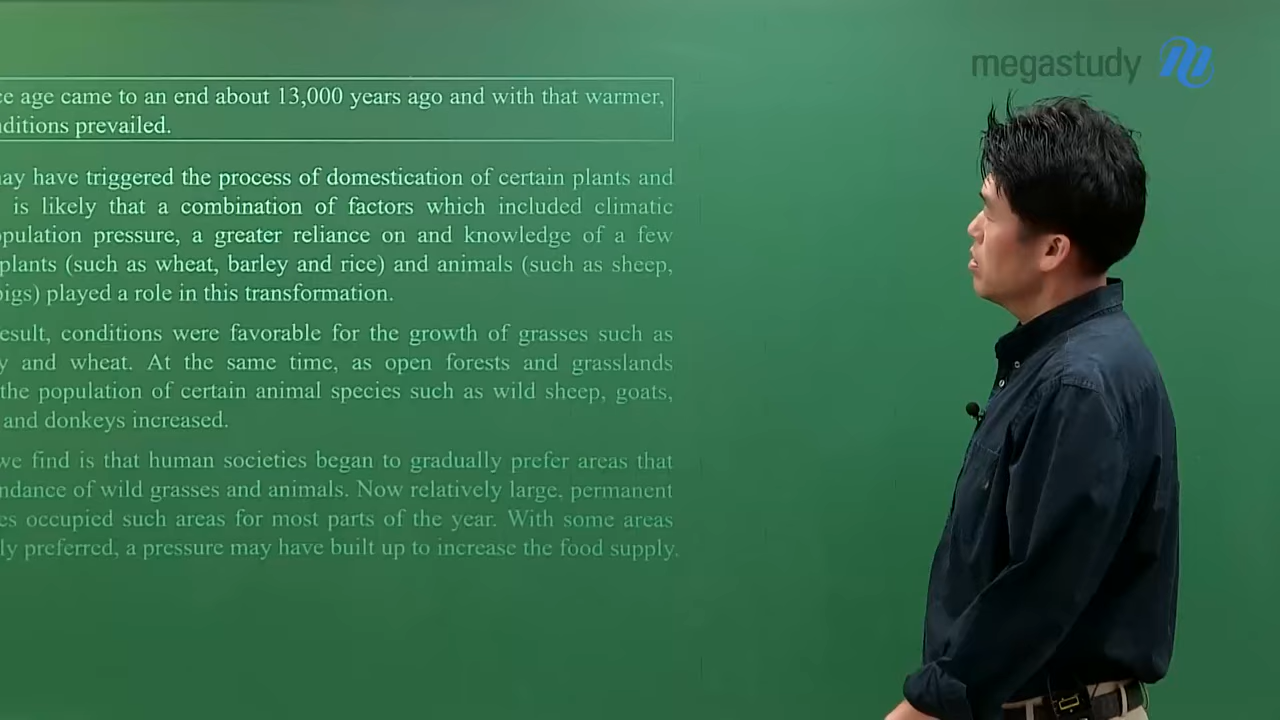 megastudy
ce age came to an end about 13,000 years ago and with that warmer,
nditions prevailed.
nay have triggered the process of domestication of certain plants and
is likely that a combination of factors which included climatic
opulation pressure, a greater reliance on and knowledge of a few
plants (such as wheat, barley and rice) and animals (such as sheep,
pigs) played a role in this transformation.
esult, conditions were favorable for the growth of grasses such as
y and wheat. At the same time, as open forests and grasslands
the population of certain animal species such as wild sheep, goats,
and donkeys increased.
we find is that human societies began to gradually prefer areas that
ndance of wild grasses and animals. Now relatively large, permanent
es occupied such areas for most parts of the year. With some areas
ly preferred, a pressure may have built up to increase the food supply.